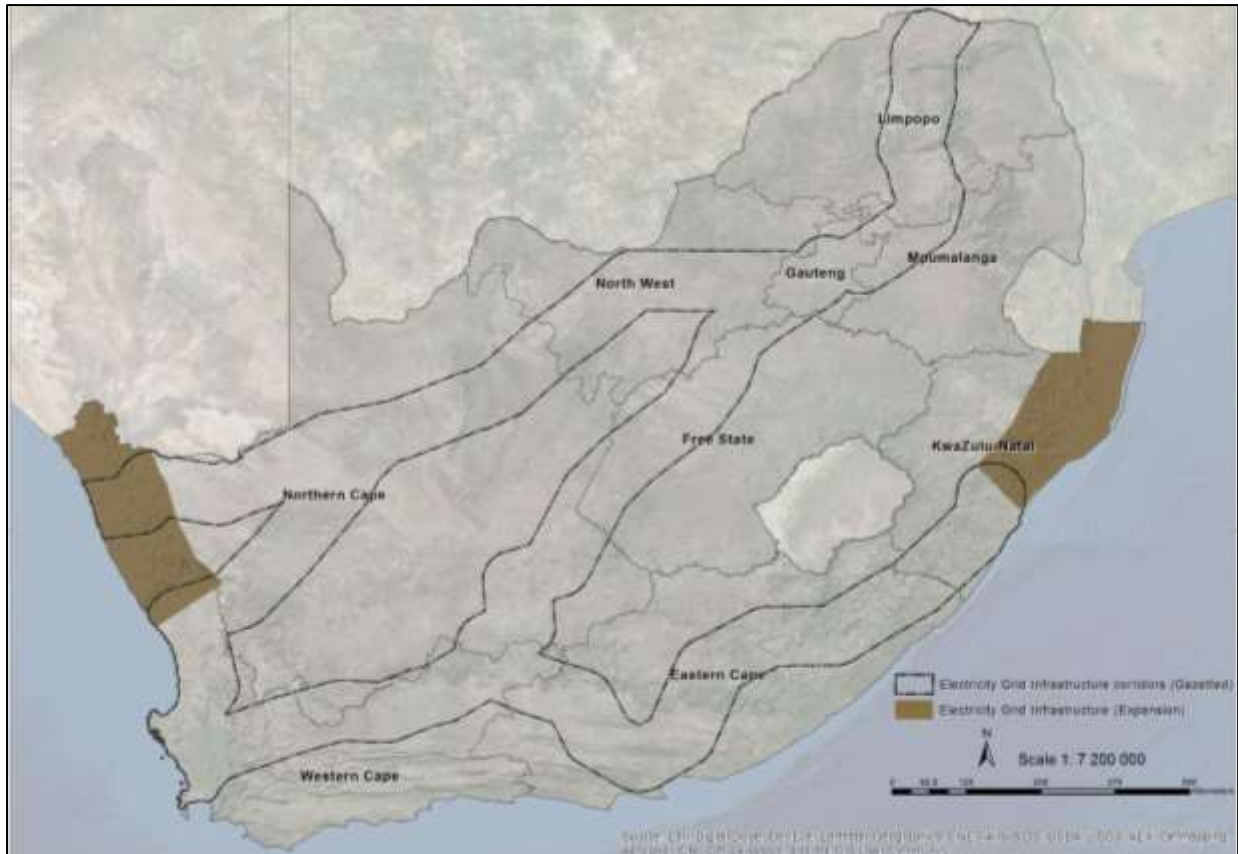 Limpopo
Mpumalanga
Gauteng
North West
Free State
KwaZulu-Natal
Northern Cape
Eastern Cape
Western Cape
Electricity Grid Infrastructure corridors (Gazetted)
Electricity Grid Infrastructure (Expansion)
N
Scale 1: 7 200 000
0